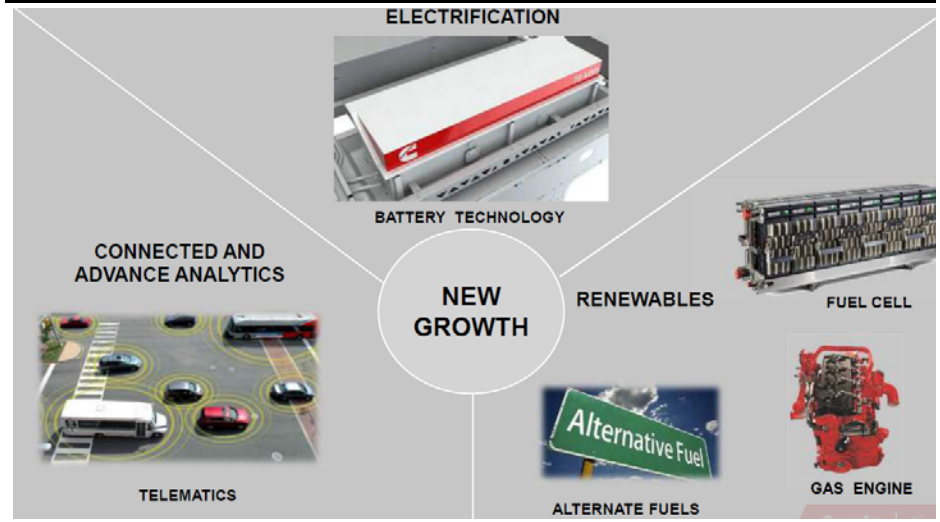 ELECTRIFICATION
BATTERY TECHNOLOGY
CONNECTED AND
ADVANCE ANALYTICS
TELEMATICS
NEW
GROWTH
RENEWABLES
FUEL CELL
Alternative Fuel
ALTERNATE FUELS
GAS ENGINE